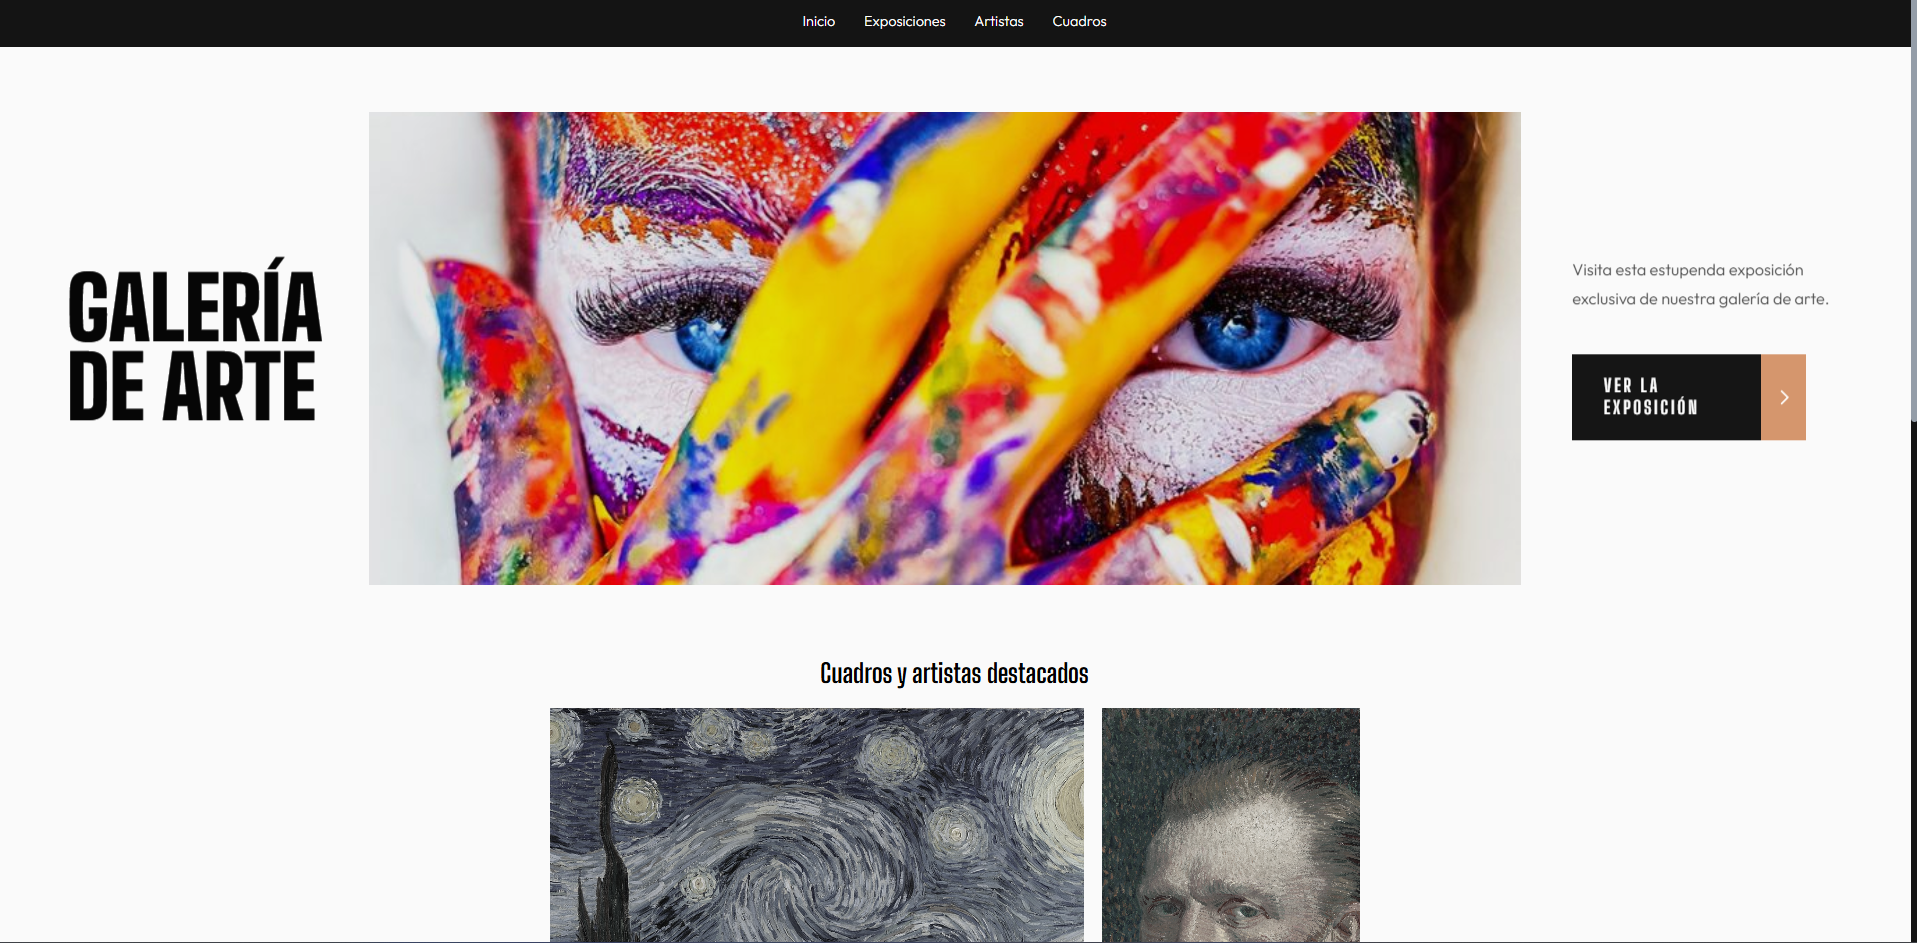 Inicio Exposiciones Artistas Cuadros
GALERÍA
DE ARTE
Visita esta estupenda exposición
exclusiva de nuestra galería de arte.
VER LA
EXPOSICIÓN
Cuadros y artistas destacados